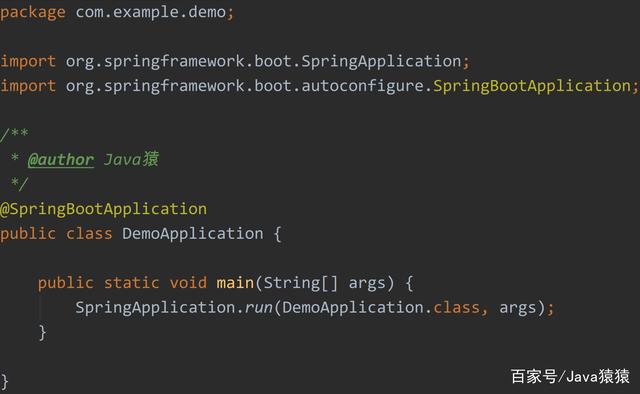 package com.example.demo;
import org.springframework.boot.SpringApplication;
import org.springframework.boot.autoconfigure.SpringBootApplication;
/**
 * @author Java猿
 */
@SpringBootApplication
public class DemoApplication {
    public static void main(String[] args) {
        SpringApplication.run(DemoApplication.class, args);
    }
}
百家号/Java猿猿